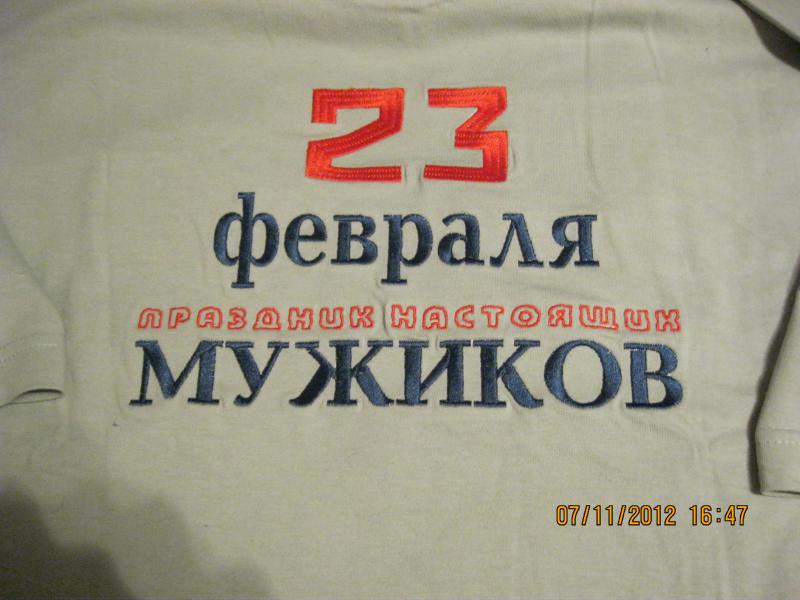 23
февраля
ПРАЗДНИК НАСТОЯЩИХ
МУЖИКОВ
07/11/2012 16:47